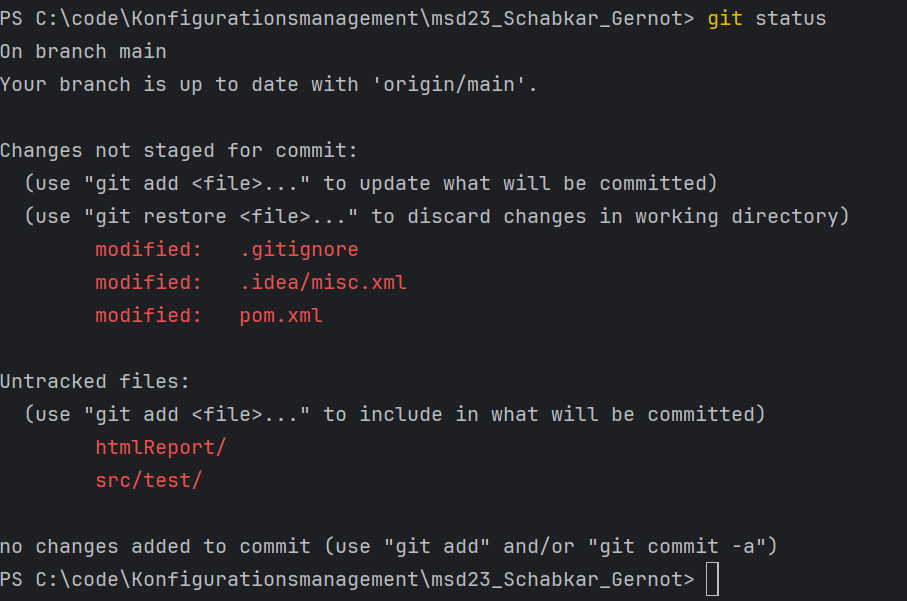 PS C:\code\Konfigurationsmanagement\msd23_Schabkar_Gernot> git status
On branch main
Your branch is up to date with 'origin/main'.
Changes not staged for commit:
(use "git add <file>..." to update what will be committed)
(use "git restore <file>..." to discard changes in working directory)
modified: .gitignore
modified: .idea/misc.xml
modified: pom.xml
Untracked files:
(use "git add <file>..." to include in what will be committed)
htmlReport/
src/test/
no changes added to commit (use "git add" and/or "git commit -a")
PS C:\code\Konfigurationsmanagement\msd23_Schabkar_Gernot>